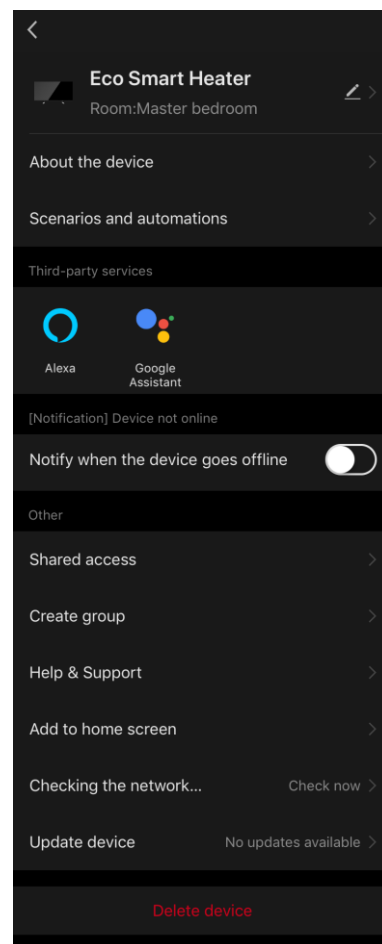 Eco Smart Heater
Room:Master bedroom
About the device
Scenarios and automations
Third-party services
Alexa
Google
Assistant
[Notification] Device not online
Notify when the device goes offline
Other
Shared access
Create group
Help & Support
Add to home screen
Checking the network... Check now
Update device No updates available
Delete device